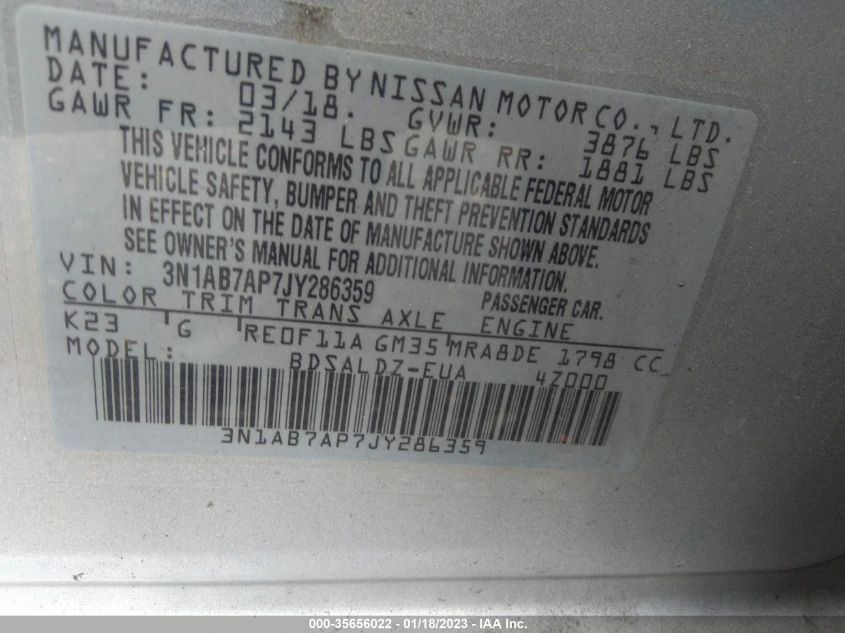 MANUFACTURED BY NISSAN MOTOR CO., LTD.
DATE: 03/18. GVWR: 3876 LBS
GAWR FR: 2143 LBS GAWR RR: 1881 LBS
THIS VEHICLE CONFORMS TO ALL APPLICABLE FEDERAL MOTOR
VEHICLE SAFETY, BUMPER AND THEFT PREVENTION STANDARDS
IN EFFECT ON THE DATE OF MANUFACTURE SHOWN ABOVE.
SEE OWNER'S MANUAL FOR ADDITIONAL INFORMATION.
VIN: 3N1AB7AP7JY286359 PASSENGER CAR.
COLOR TRIM TRANS AXLE ENGINE
K23 G RE0F11A GM35 MRA8DE 1798 CC
MODEL: BDSALDZ-EUA 4Z000
3N1AB7AP7JY286359
000-35656022 - 01/18/2023 - IAA Inc.